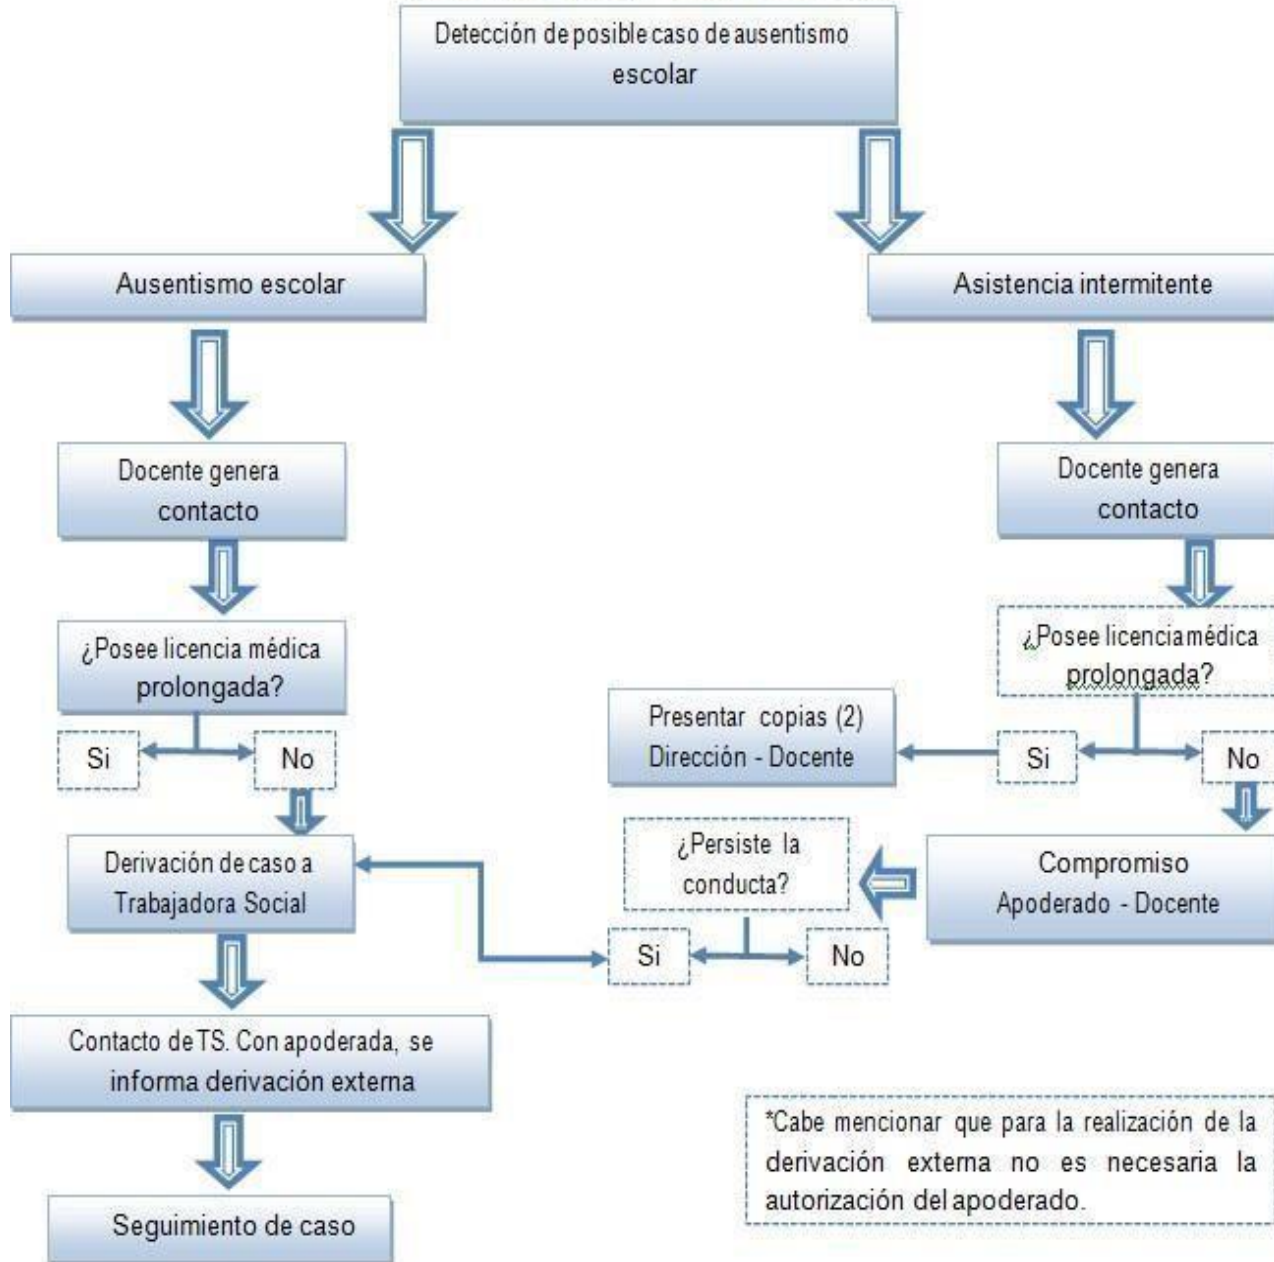 Detección de posible caso de ausentismo
escolar
Ausentismo escolar
Asistencia intermitente
Docente genera
contacto
Docente genera
contacto
¿Posee licencia médica
prolongada?
¿Posee licencia médica
prolongada?
Si
No
Presentar copias (2)
Dirección - Docente
Si
No
Derivación de caso a
Trabajadora Social
¿Persiste la
conducta?
Compromiso
Apoderado - Docente
Si
No
Contacto de TS. Con apoderada, se
informa derivación externa
*Cabe mencionar que para la realización de la
derivación externa no es necesaria la
autorización del apoderado.
Seguimiento de caso